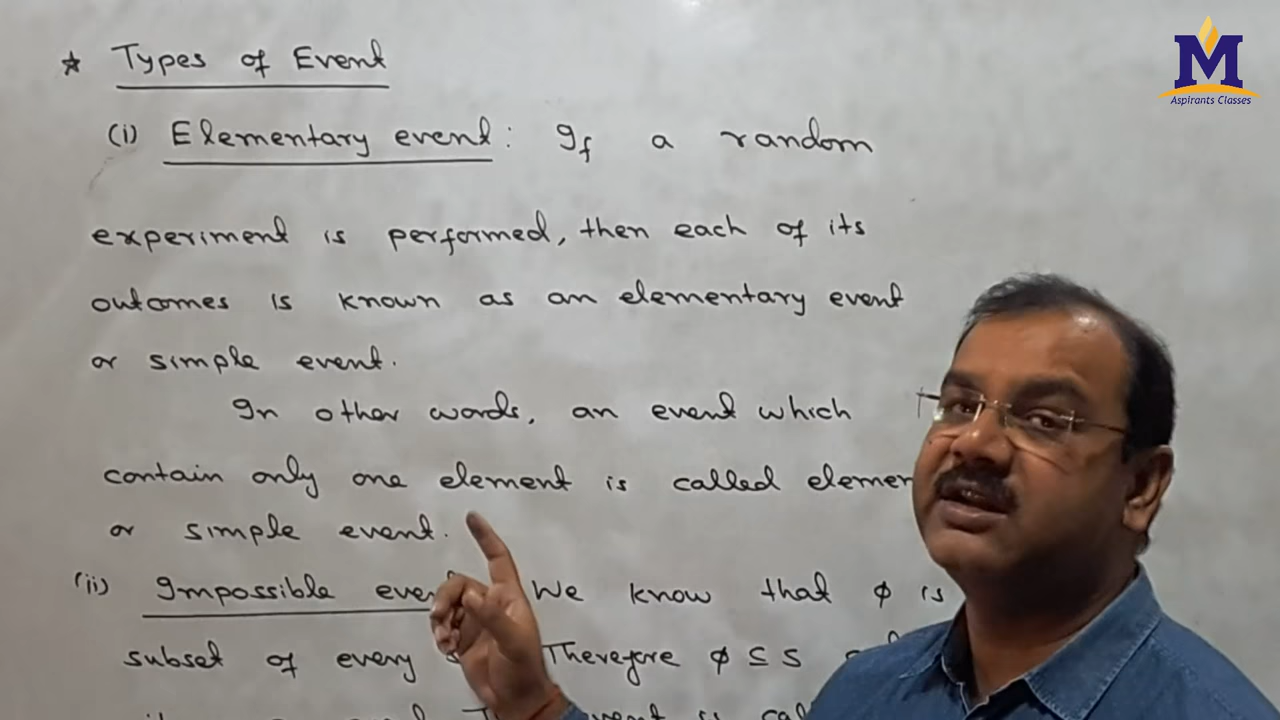 M
Aspirants Classes
* Types of Event
(i) Elementary event : If a random
experiment is performed, then each of its
outcomes is known as an elementary event
or simple event.
In other words, an event which
contain only one element is called
or simple event.
(ii) Impossible We know that φ is
subset of every Therefore φ ⊆ S